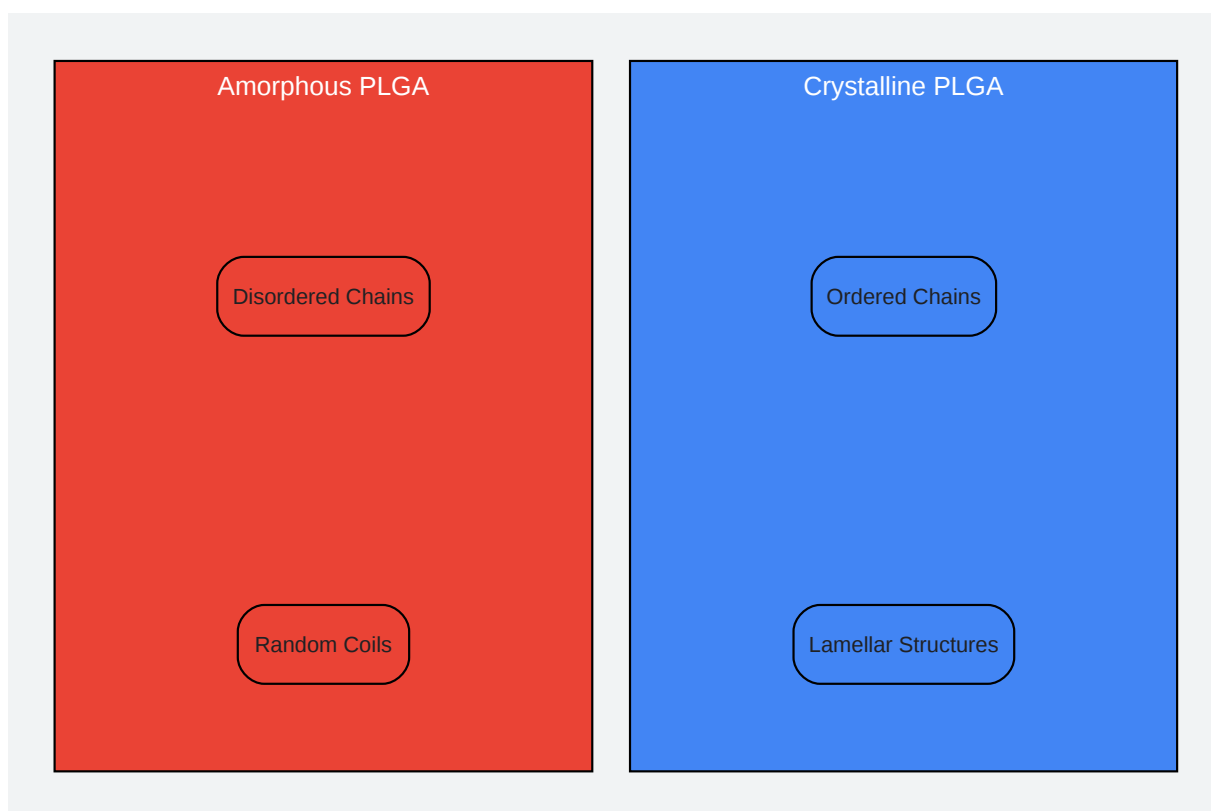 Amorphous PLGA
Disordered Chains
Random Coils
Crystalline PLGA
Ordered Chains
Lamellar Structures